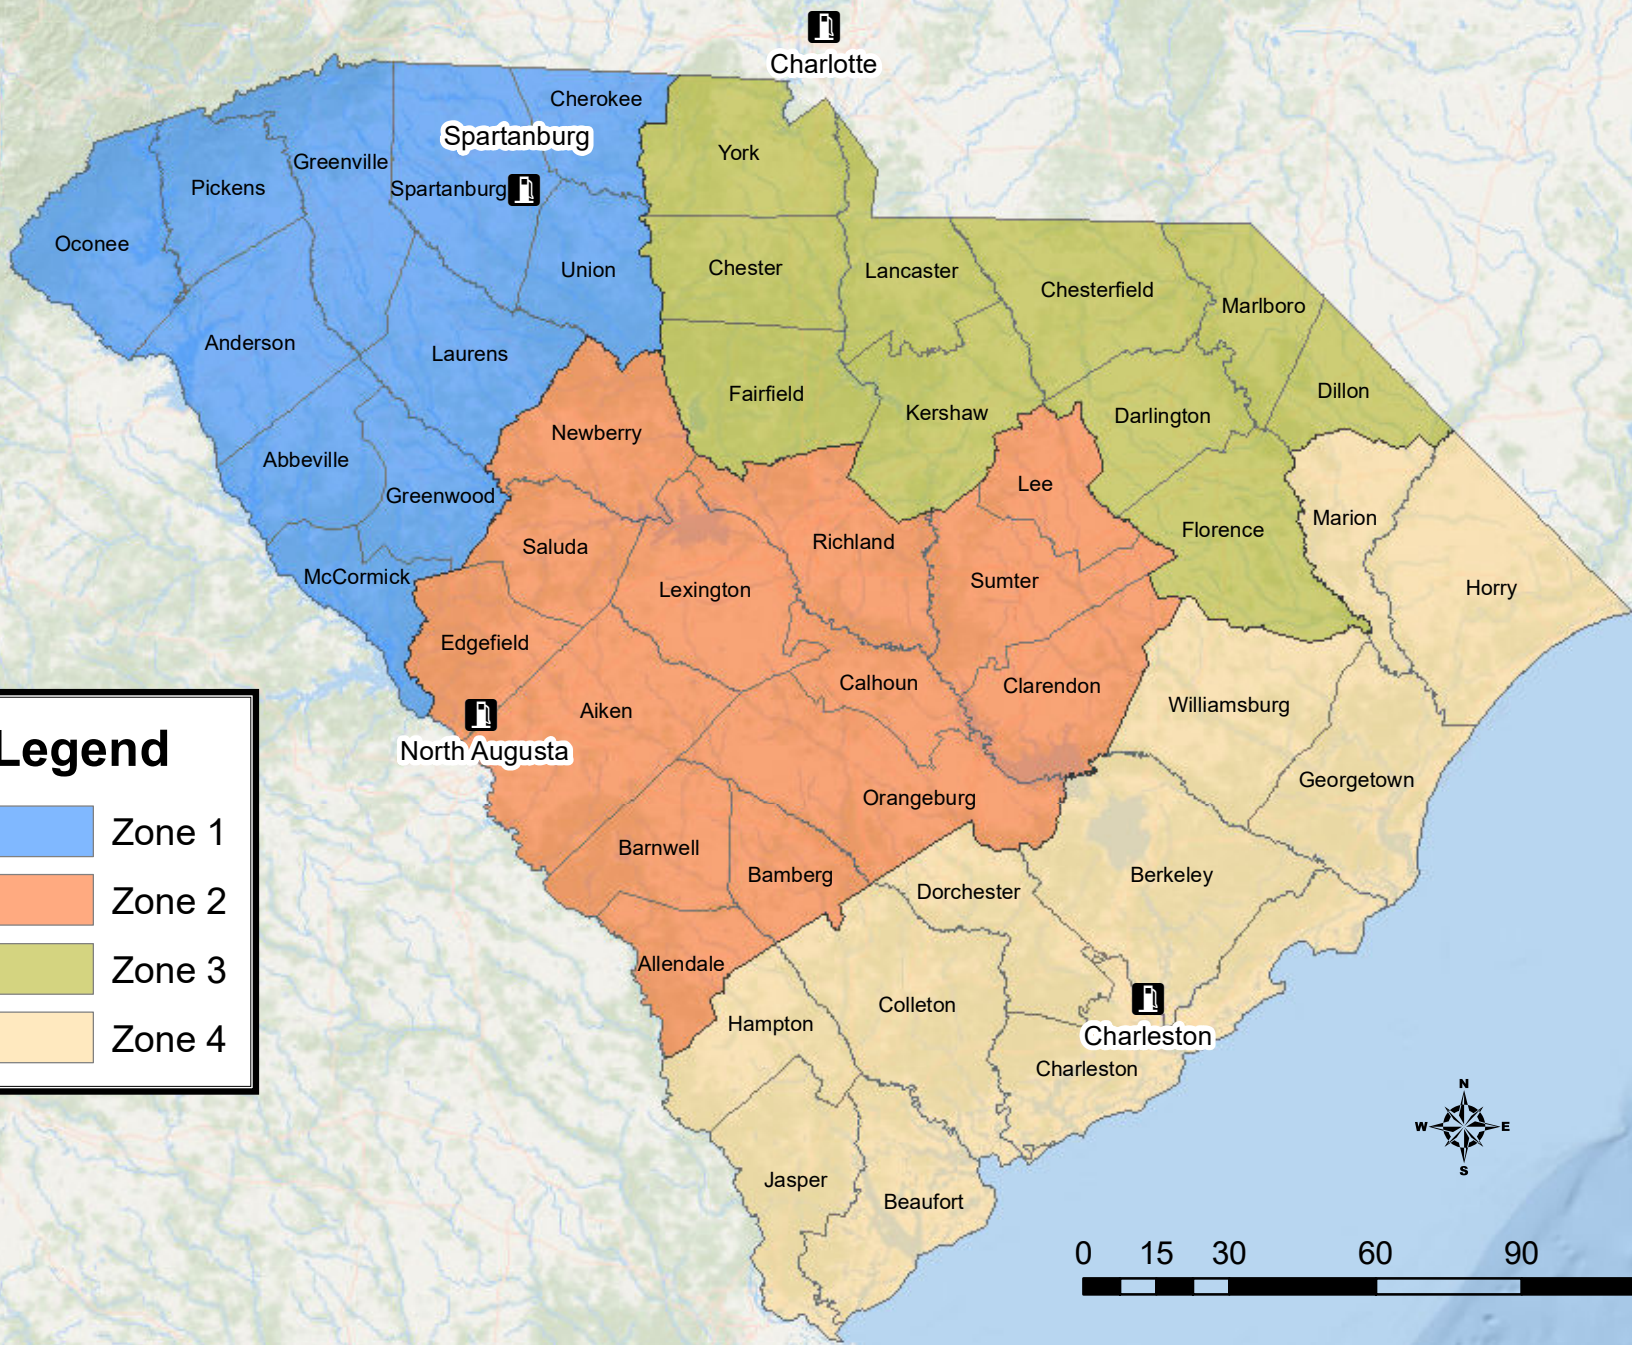 Charlotte
Cherokee
Spartanburg
York
Greenville
Pickens
Spartanburg
Oconee
Union
Chester
Lancaster
Chesterfield
Marlboro
Anderson
Laurens
Dillon
Fairfield
Kershaw
Darlington
Newberry
Abbeville
Greenwood
Lee
Marion
Florence
Richland
Saluda
McCormick
Lexington
Sumter
Horry
Edgefield
Calhoun
Clarendon
Williamsburg
Aiken
North Augusta
Georgetown
Orangeburg
Barnwell
Bamberg
Berkeley
Dorchester
Allendale
Colleton
Hampton
Charleston
Charleston
Jasper
Beaufort
Legend
Zone 1
Zone 2
Zone 3
Zone 4
N
W E
S
0 15 30 60 90